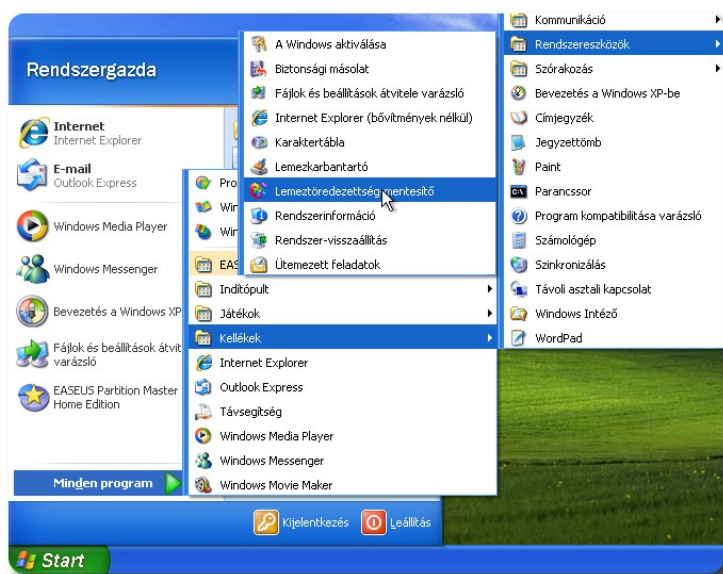 Rendszergazda
Internet
Internet Explorer
E-mail
Outlook Express
Windows Media Player
Windows Messenger
Bevezetés a Windows XP
Fájlok és beállítások átvit
varázsló
EASEUS Partition Master
Home Edition
Minden program
Kijelentkezés
Leállítás
Start
Pro
Win
Win
EASE
Indítópult
Játékok
Kellékek
Internet Explorer
Outlook Express
Távsegítség
Windows Media Player
Windows Messenger
Windows Movie Maker
A Windows aktiválása
Biztonsági másolat
Fájlok és beállítások átvitele varázsló
Internet Explorer (bővítmények nélkül)
Karaktertábla
Lemezkarbantartó
Lemeztöredezettség-mentesítő
Rendszerinformáció
Rendszer-visszaállítás
Ütemezett feladatok
Kommunikáció
Rendszereszközök
Szórakozás
Bevezetés a Windows XP-be
Címjegyzék
Jegyzettömb
Paint
Parancssor
Program kompatibilitása varázsló
Számológép
Szinkronizálás
Távoli asztali kapcsolat
Windows Intéző
WordPad